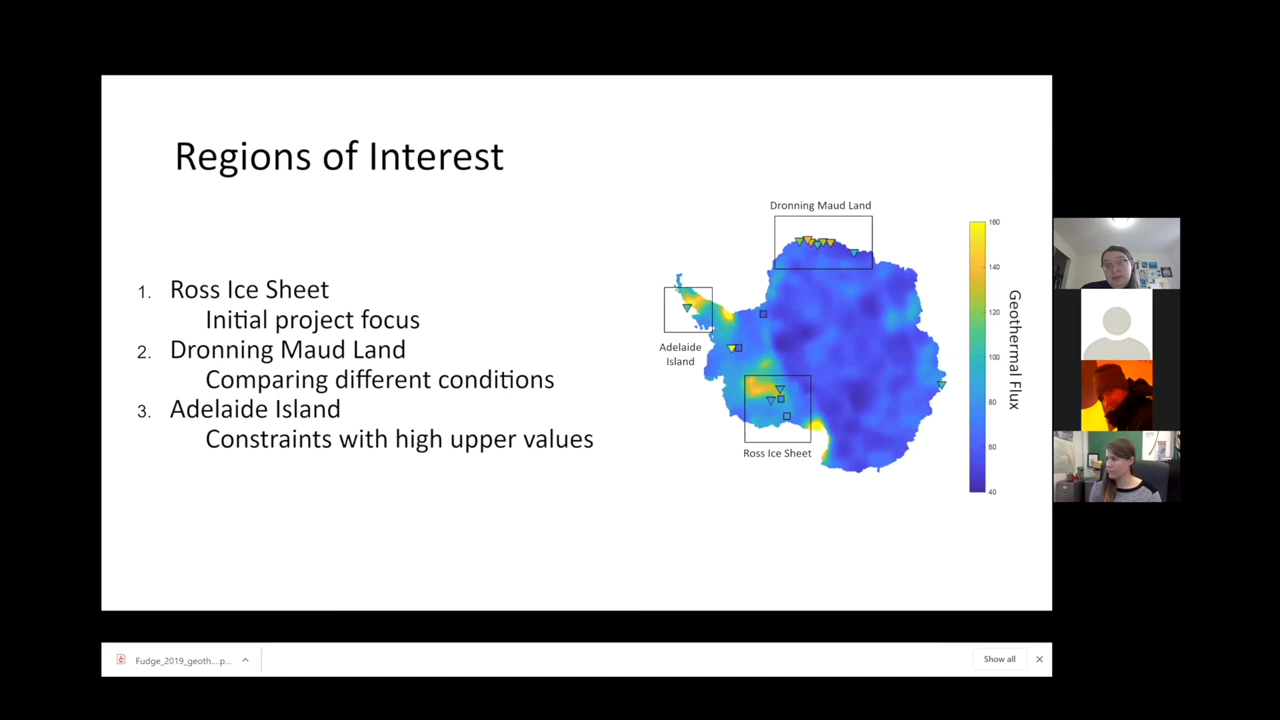 Regions of Interest
1. Ross Ice Sheet
Initial project focus
2. Dronning Maud Land
Comparing different conditions
3. Adelaide Island
Constraints with high upper values
Dronning Maud Land
Adelaide
Island
Ross Ice Sheet
180
140
120
100
80
60
40
Geothermal Flux
Fudge_2019_geoth....p...
Show all